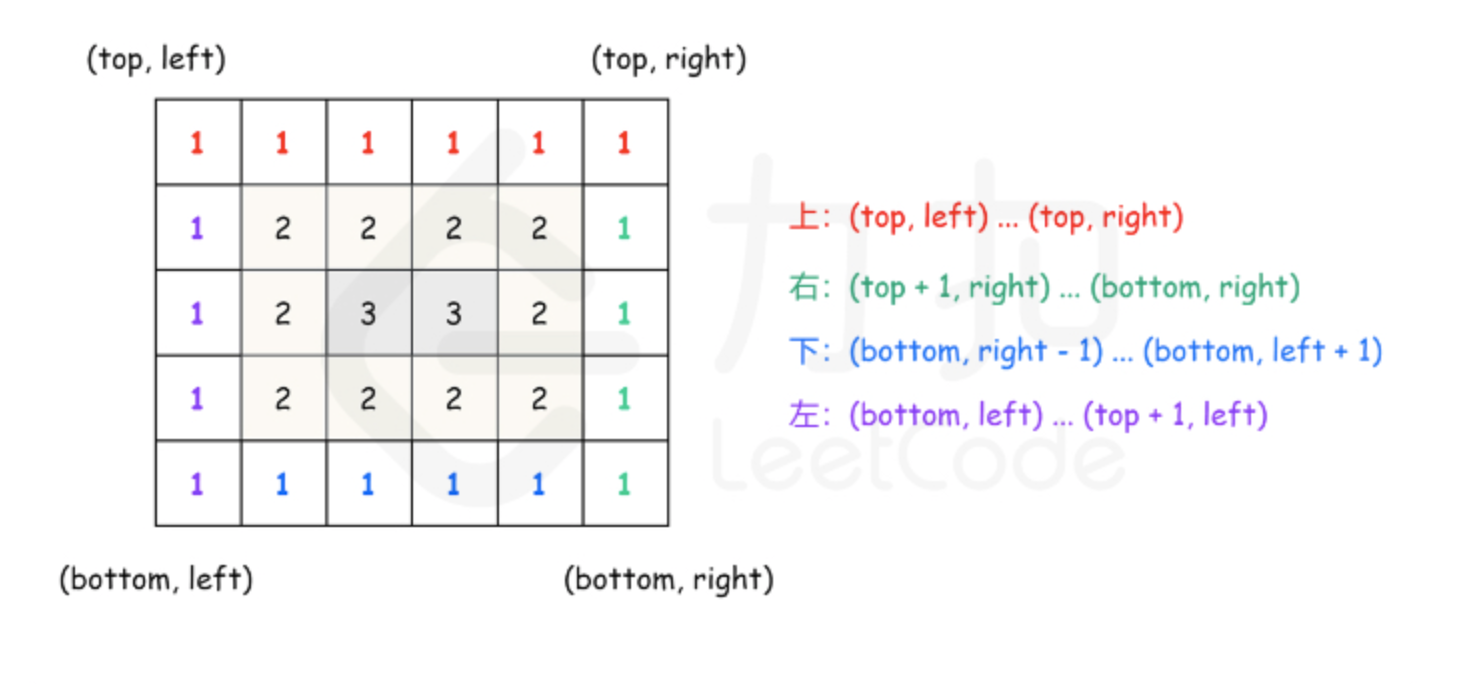 (top, left) (top, right)
1 1 1 1 1 1
1 2 2 2 2 1
1 2 3 3 2 1
1 2 2 2 2 1
1 1 1 1 1 1
(bottom, left) (bottom, right)
上: (top, left) ... (top, right)
右: (top + 1, right) ... (bottom, right)
下: (bottom, right - 1) ... (bottom, left + 1)
左: (bottom, left) ... (top + 1, left)
力扣
LeetCode